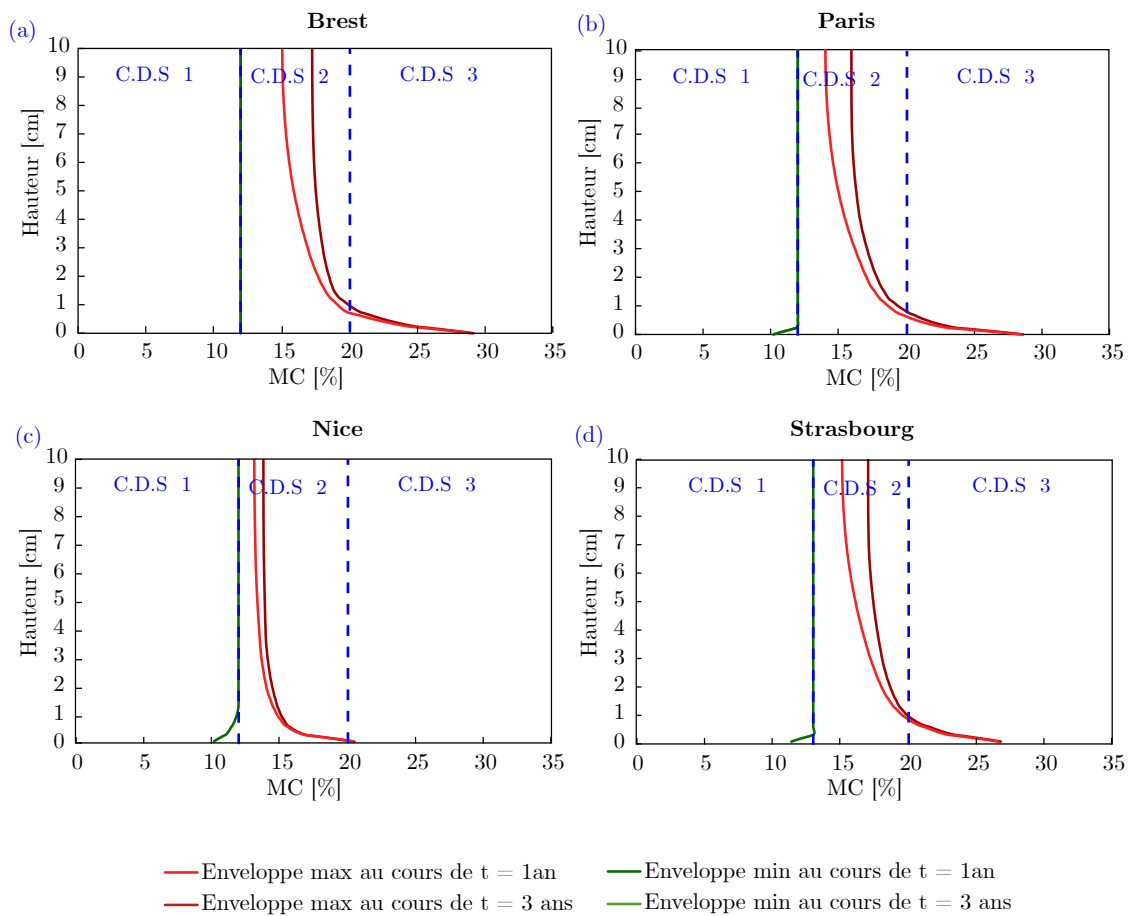 (a)
Brest
10
9
8
7
6
5
4
3
2
1
0
Hauteur [cm]
C.D.S 1
C.D.S 2
C.D.S 3
0 5 10 15 20 25 30 35
MC [%]
(b)
Paris
10
9
8
7
6
5
4
3
2
1
0
Hauteur [cm]
C.D.S 1
C.D.S 2
C.D.S 3
0 5 10 15 20 25 30 35
MC [%]
(c)
Nice
10
9
8
7
6
5
4
3
2
1
0
Hauteur [cm]
C.D.S 1
C.D.S 2
C.D.S 3
0 5 10 15 20 25 30 35
MC [%]
(d)
Strasbourg
10
9
8
7
6
5
4
3
2
1
0
Hauteur [cm]
C.D.S 1
C.D.S 2
C.D.S 3
0 5 10 15 20 25 30 35
MC [%]
Enveloppe max au cours de t = 1an
Enveloppe max au cours de t = 3 ans
Enveloppe min au cours de t = 1an
Enveloppe min au cours de t = 3 ans